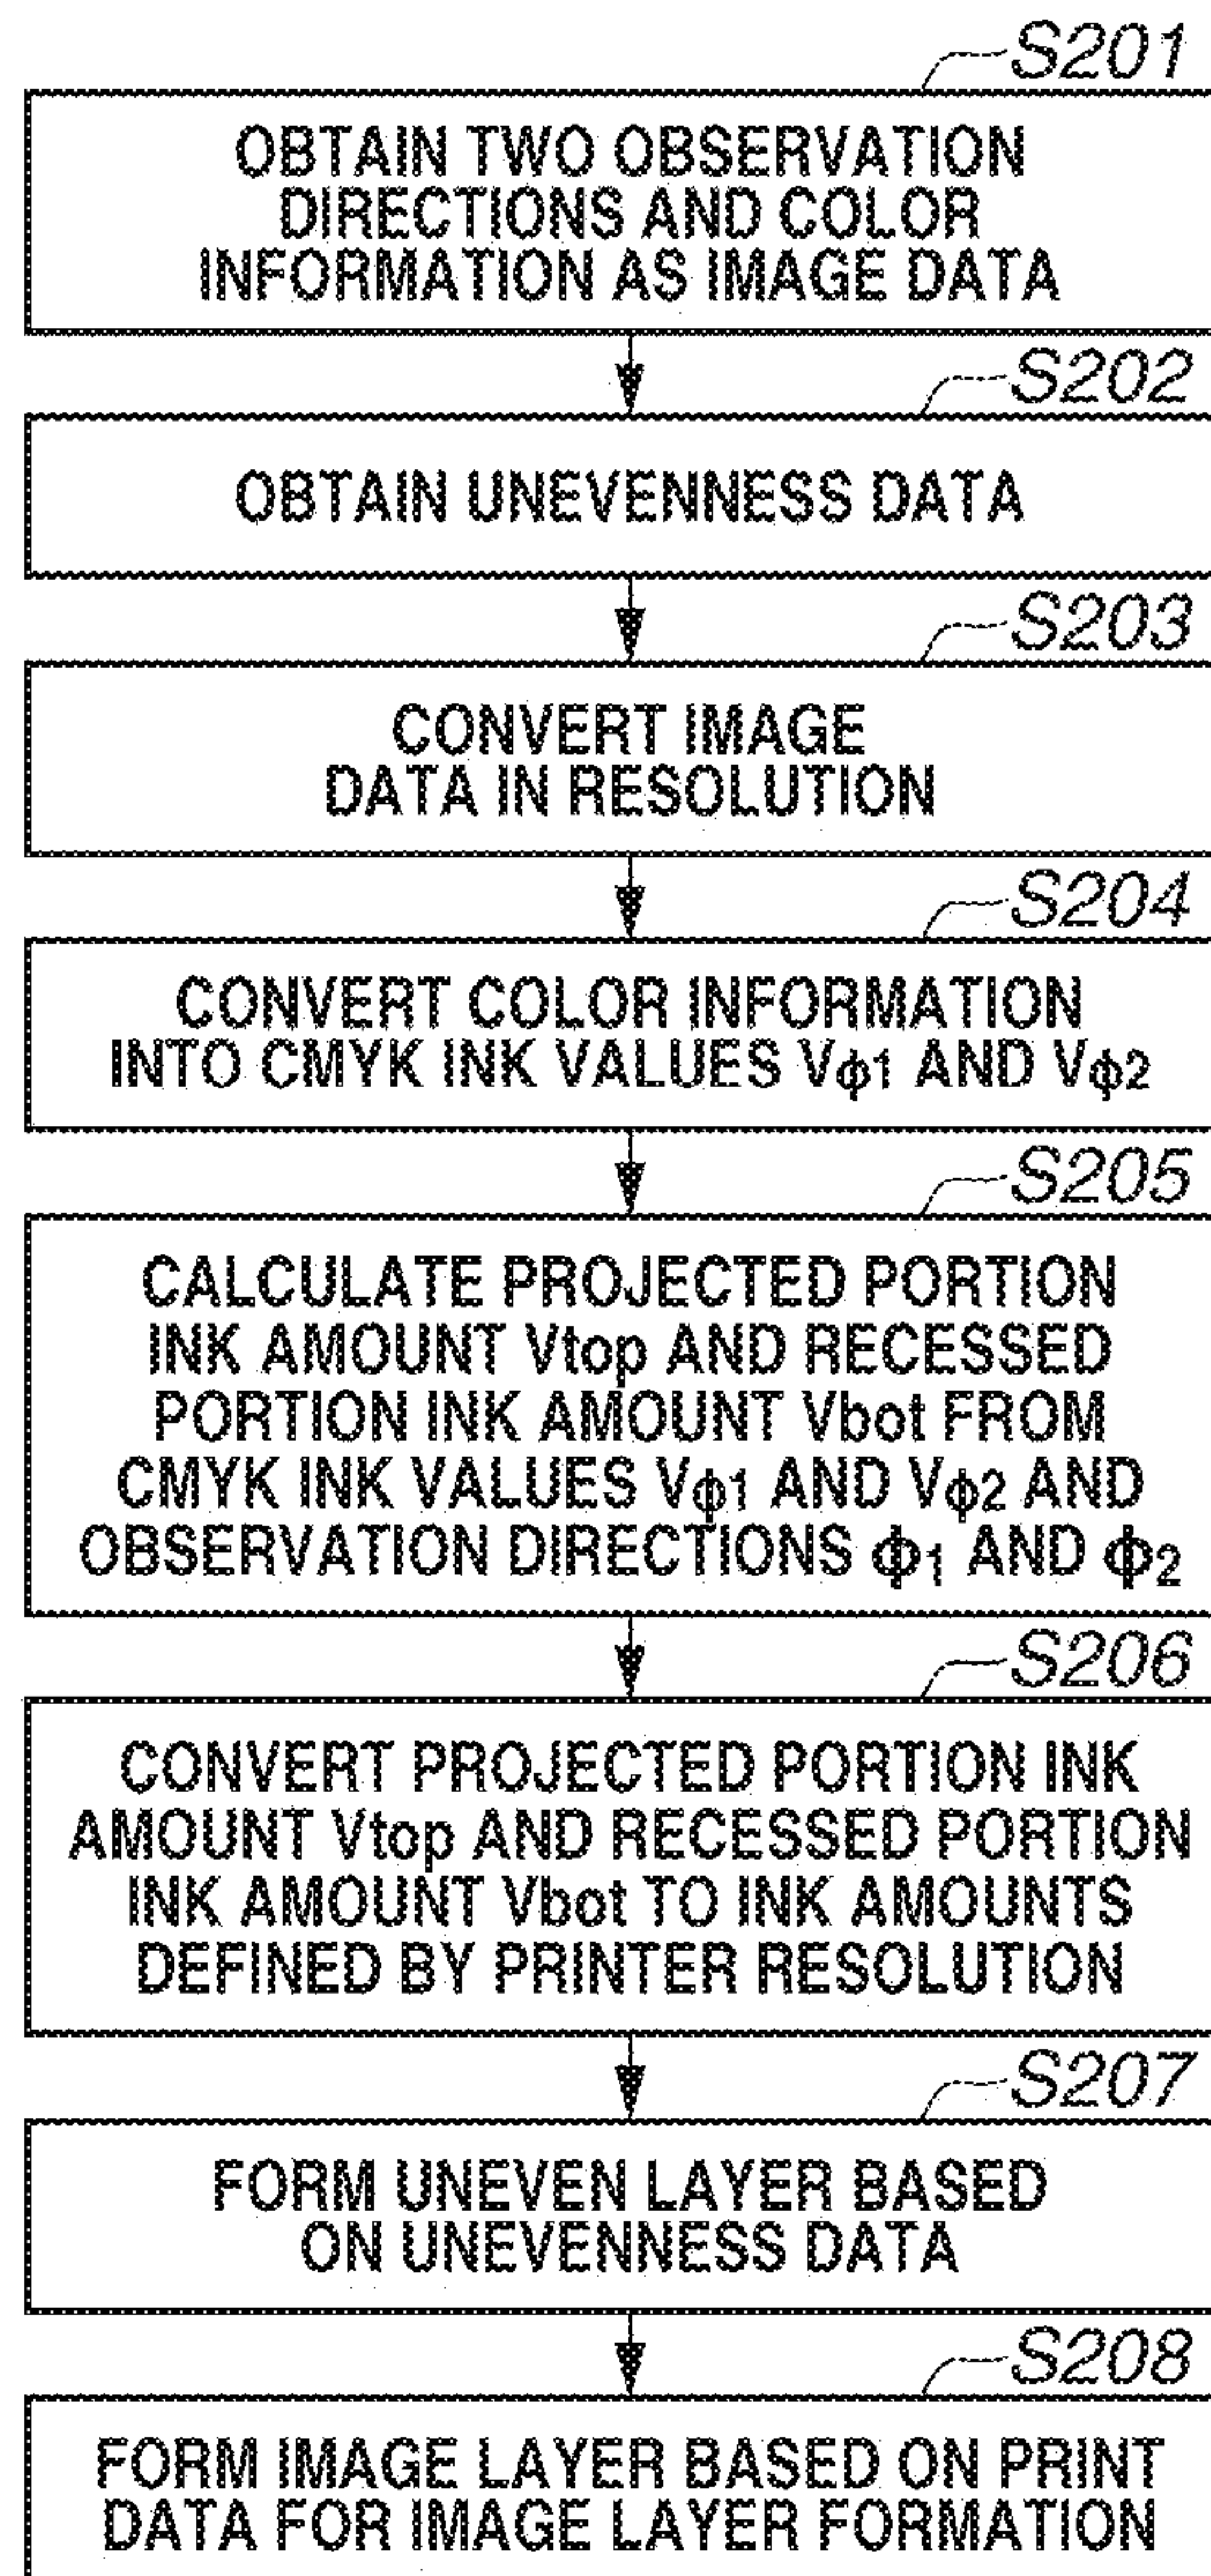 S201
OBTAIN TWO OBSERVATION
DIRECTIONS AND COLOR
INFORMATION AS IMAGE DATA
S202
OBTAIN UNEVENNESS DATA
S203
CONVERT IMAGE
DATA IN RESOLUTION
S204
CONVERT COLOR INFORMATION
INTO CMYK INK VALUES Vϕ1 AND Vϕ2
S205
CALCULATE PROJECTED PORTION
INK AMOUNT Vtop AND RECESSED
PORTION INK AMOUNT Vbot FROM
CMYK INK VALUES Vϕ1 AND Vϕ2 AND
OBSERVATION DIRECTIONS ϕ1 AND ϕ2
S206
CONVERT PROJECTED PORTION INK
AMOUNT Vtop AND RECESSED PORTION
INK AMOUNT Vbot TO INK AMOUNTS
DEFINED BY PRINTER RESOLUTION
S207
FORM UNEVEN LAYER BASED
ON UNEVENNESS DATA
S208
FORM IMAGE LAYER BASED ON PRINT
DATA FOR IMAGE LAYER FORMATION